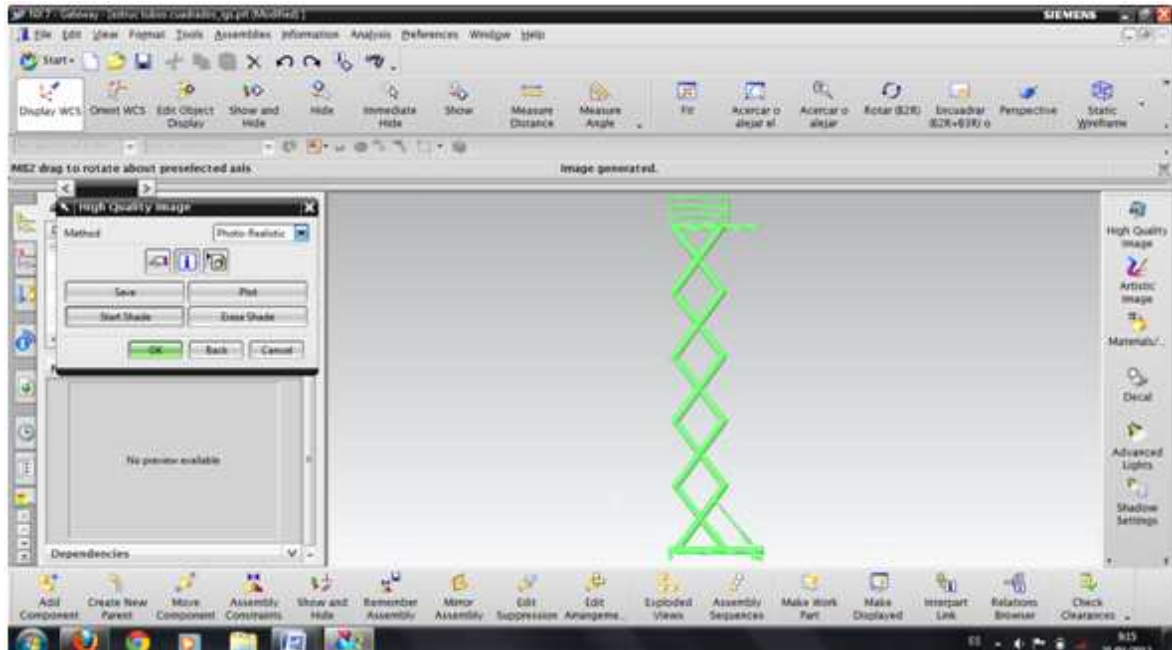 NX 7 - Gateway
SIEMENS
File Edit View Format Tools Assemblies Information Analysis Preferences Window Help
Start
Display WCS
Orient WCS
Edit Object Display
Show and Hide
Hide
Immediate Hide
Show
Measure Distance
Measure Angle
Fit
Acercar o alejar el
Acercar o alejar
Rotar (B2R)
Encuadrar (B2R+B3R) o
Perspective
Static Wireframe
MB2 drag to rotate about preselected axis
Image generated.
High Quality Image
Method
Photo-Realistic
Save
Plot
Start Shade
Erase Shade
OK
Back
Cancel
No preview available
Dependencies
High Quality Image
Artistic Image
Materials/..
Decal
Advanced Lights
Shadow Settings
Add Component
Create New Parent
Move Component
Assembly Constraints
Show and Hide
Remember Assembly
Mirror Assembly
Edit Suppression
Edit Arrangeme..
Exploded Views
Assembly Sequences
Make Work Part
Make Displayed
Interpart Link
Relations Browser
Check Clearances
ES
9:15